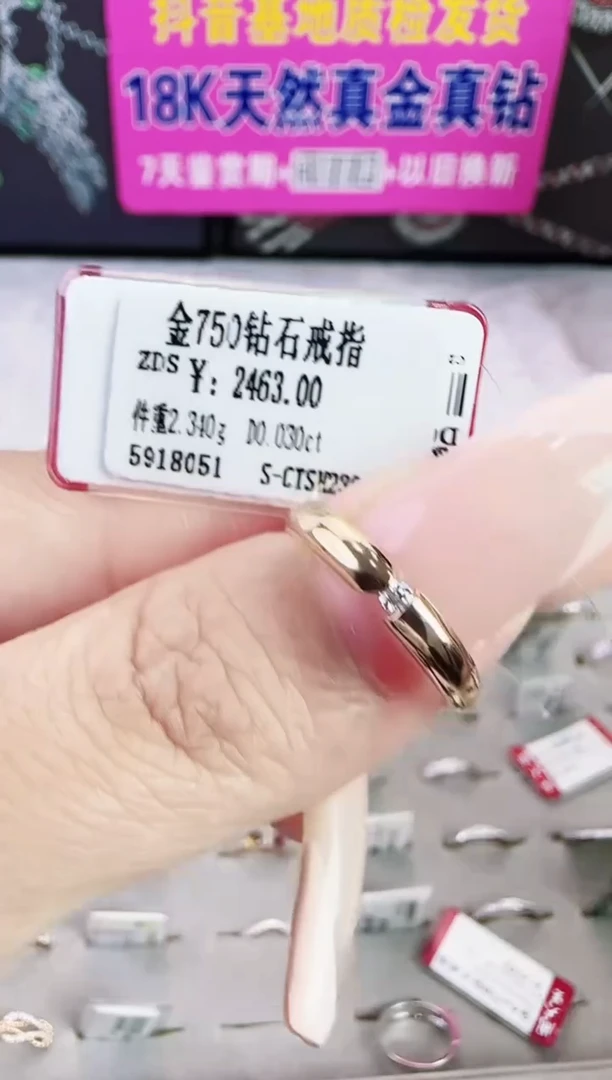 抖音基地质检发货
18K天然真金真钻
7天鉴赏期
以旧换新
金750钻石戒指
ZDS ¥: 2463.00
件重2.340g D0.030ct
5918051